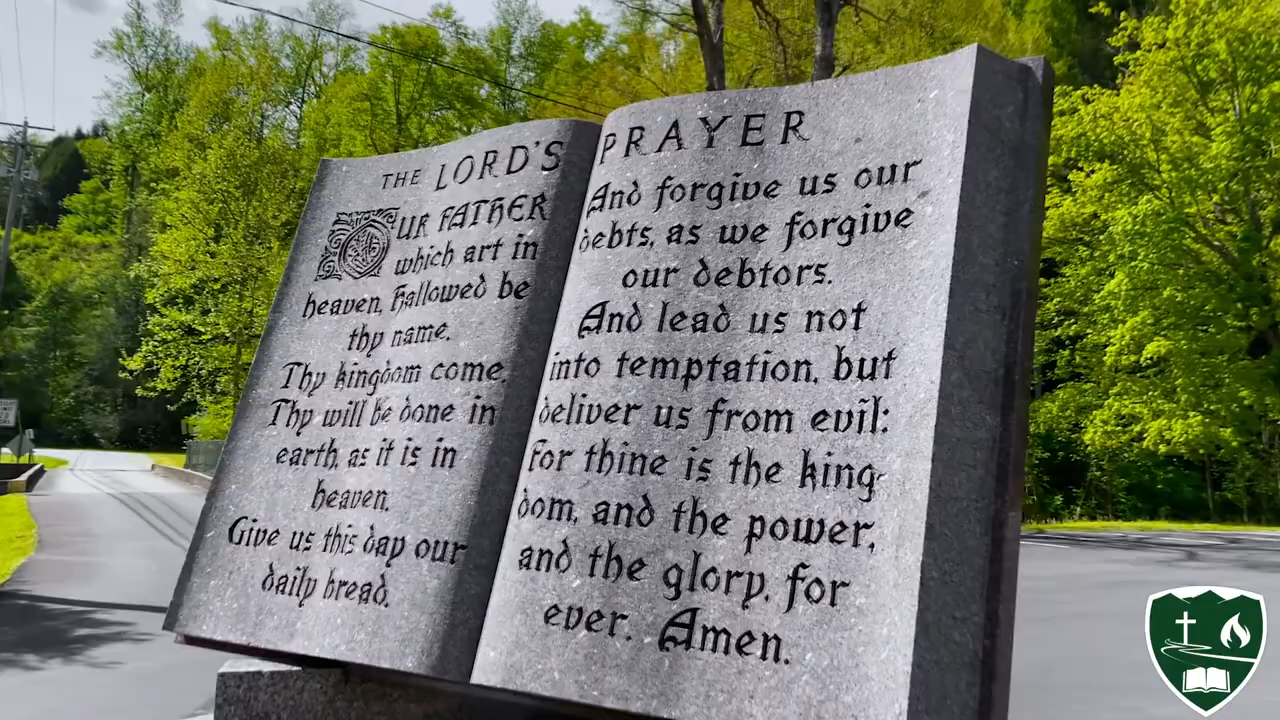 THE LORD'S PRAYER
OUR FATHER
which art in
heaven, Hallowed be
thy name.
Thy kingdom come,
Thy will be done in
earth, as it is in
heaven.
Give us this day our
daily bread.
And forgive us our
debts, as we forgive
our debtors.
And lead us not
into temptation, but
deliver us from evil:
For thine is the king-
dom, and the power,
and the glory, for
ever. Amen.